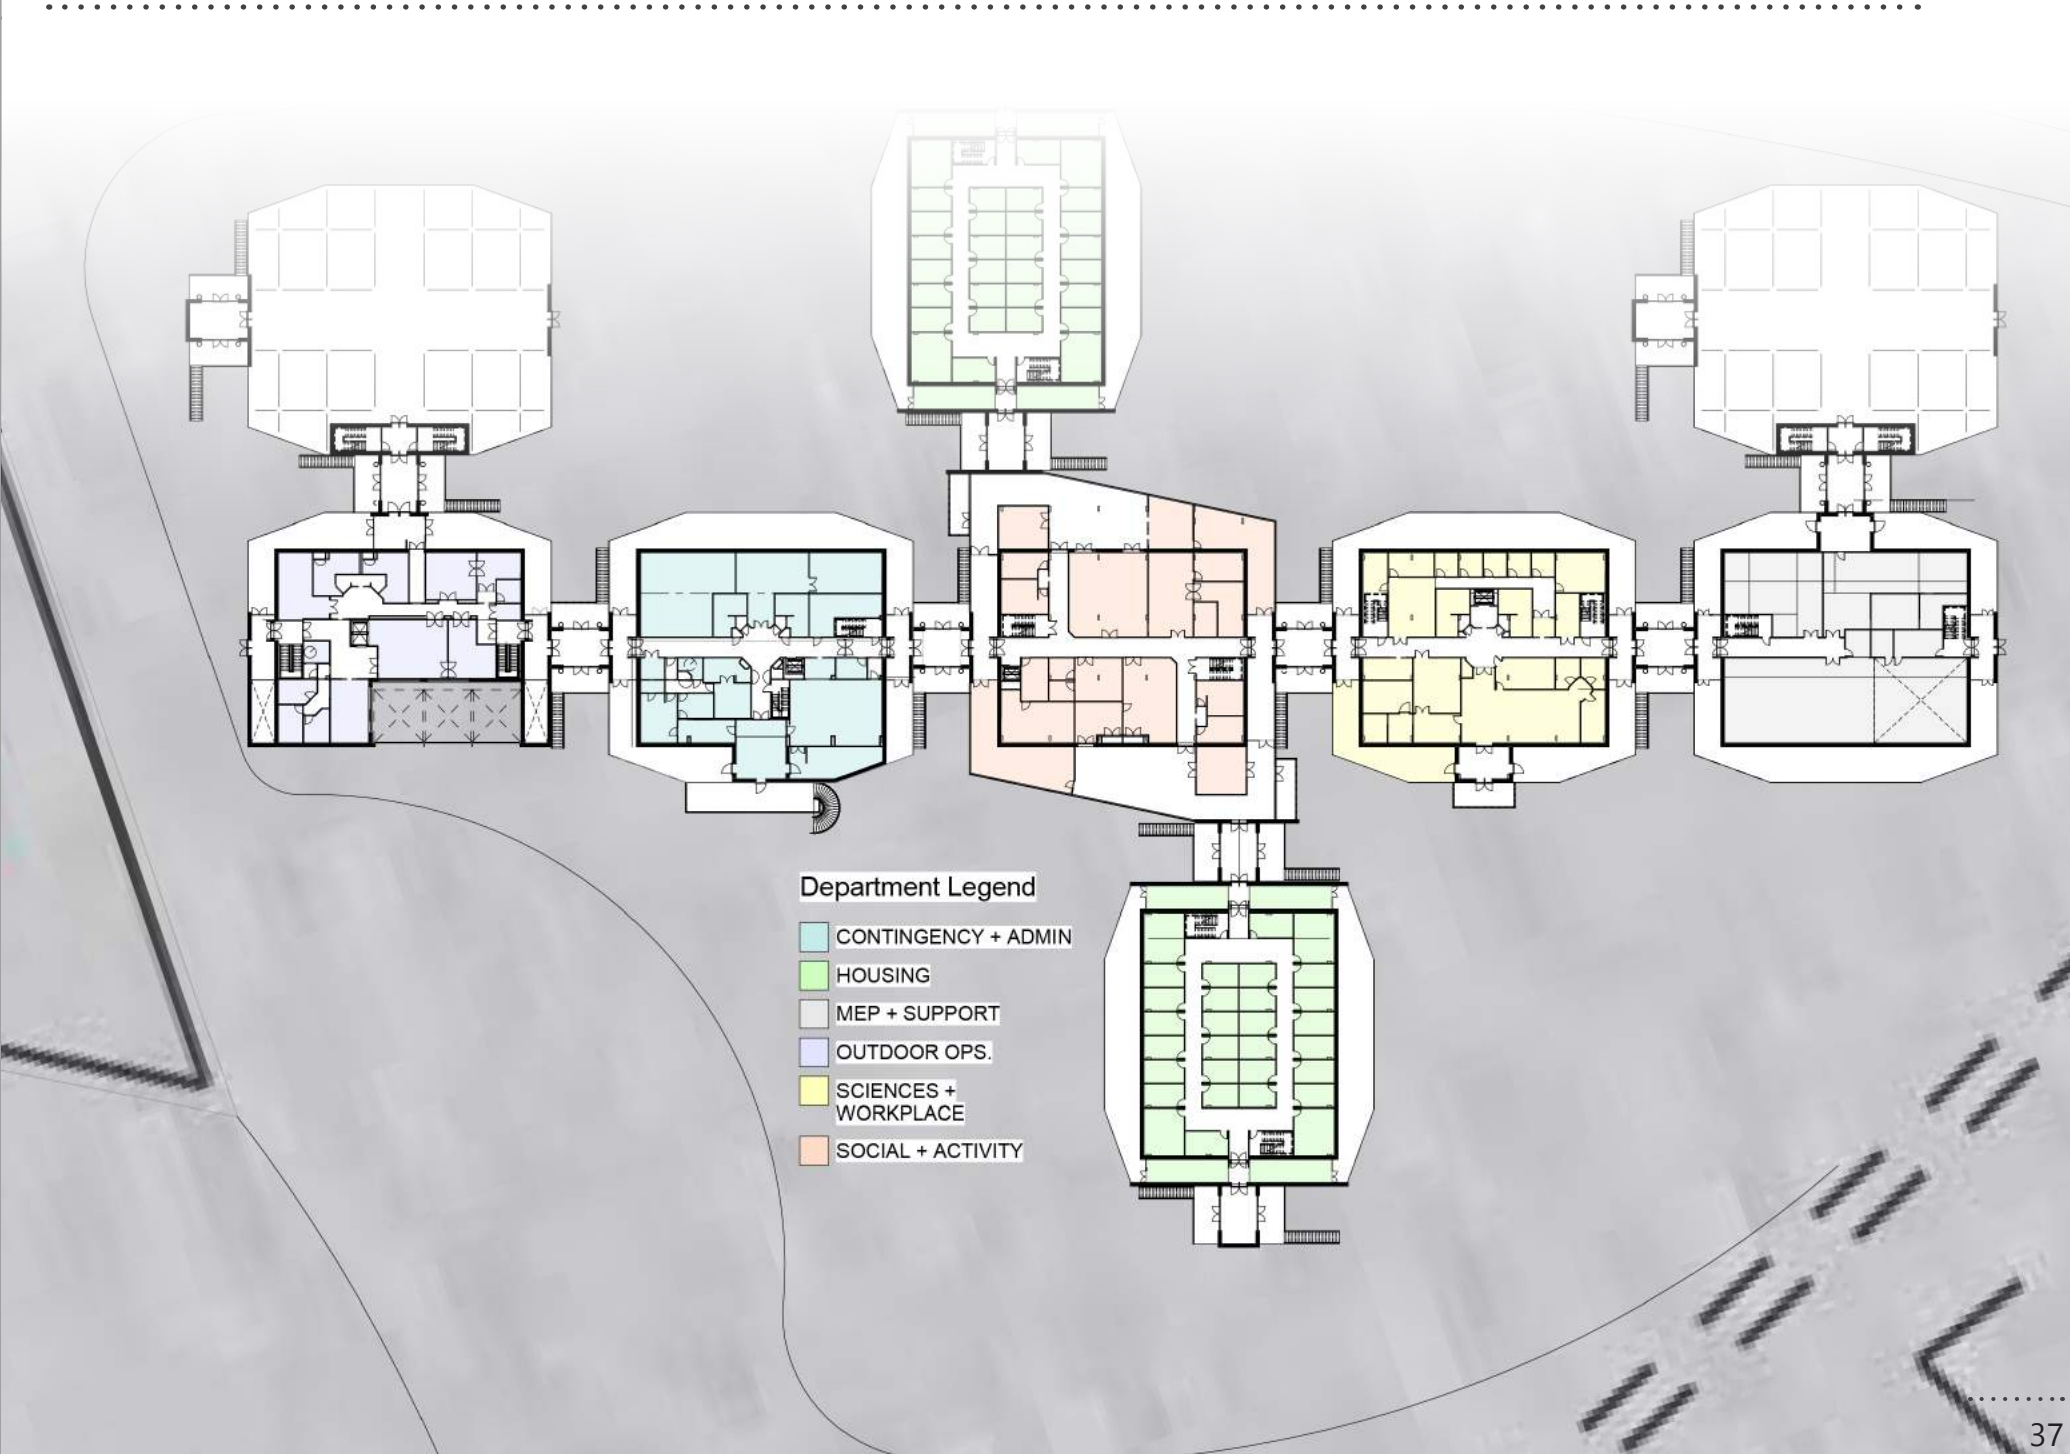 Department Legend
CONTINGENCY + ADMIN
HOUSING
MEP + SUPPORT
OUTDOOR OPS.
SCIENCES +
WORKPLACE
SOCIAL + ACTIVITY
37